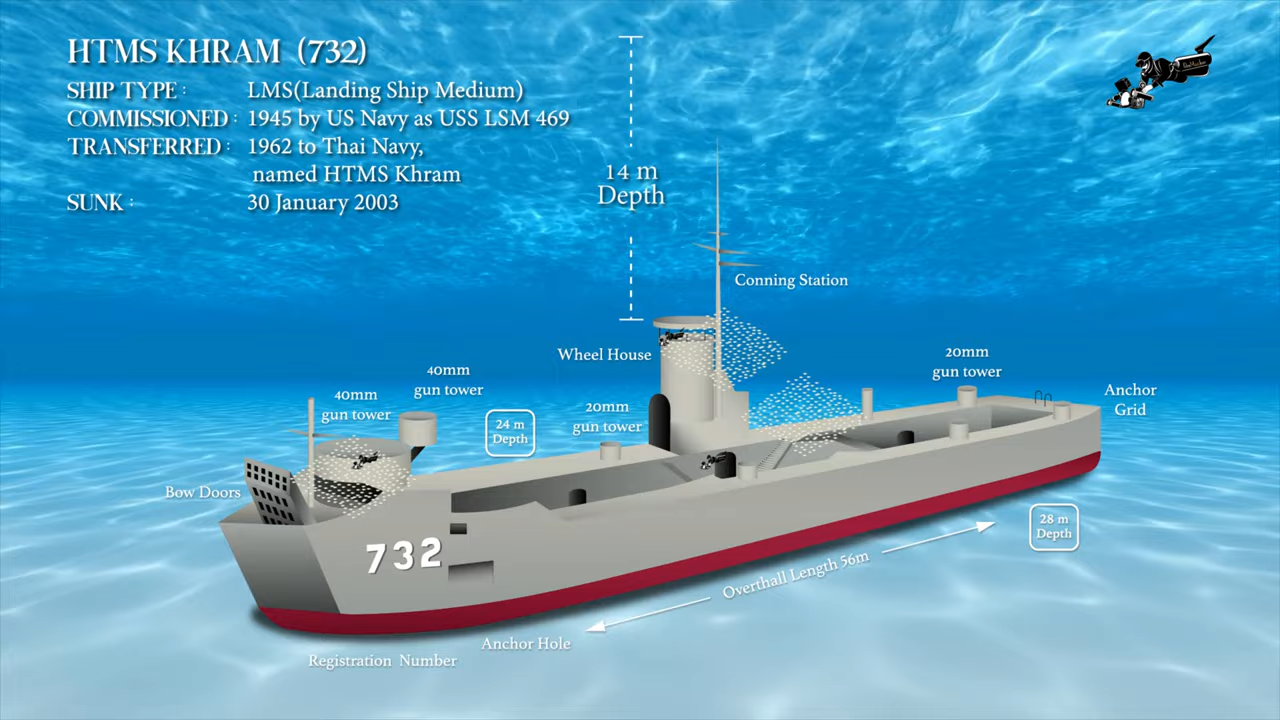 HTMS KHRAM (732)
SHIP TYPE : LMS(Landing Ship Medium)
COMMISSIONED : 1945 by US Navy as USS LSM 469
TRANSFERRED : 1962 to Thai Navy,
named HTMS Khram
SUNK : 30 January 2003
14 m
Depth
Conning Station
Wheel House
40mm
gun tower
40mm
gun tower
20mm
gun tower
20mm
gun tower
Anchor
Grid
24 m
Depth
Bow Doors
732
28 m
Depth
Overthall Length 56m
Anchor Hole
Registration Number